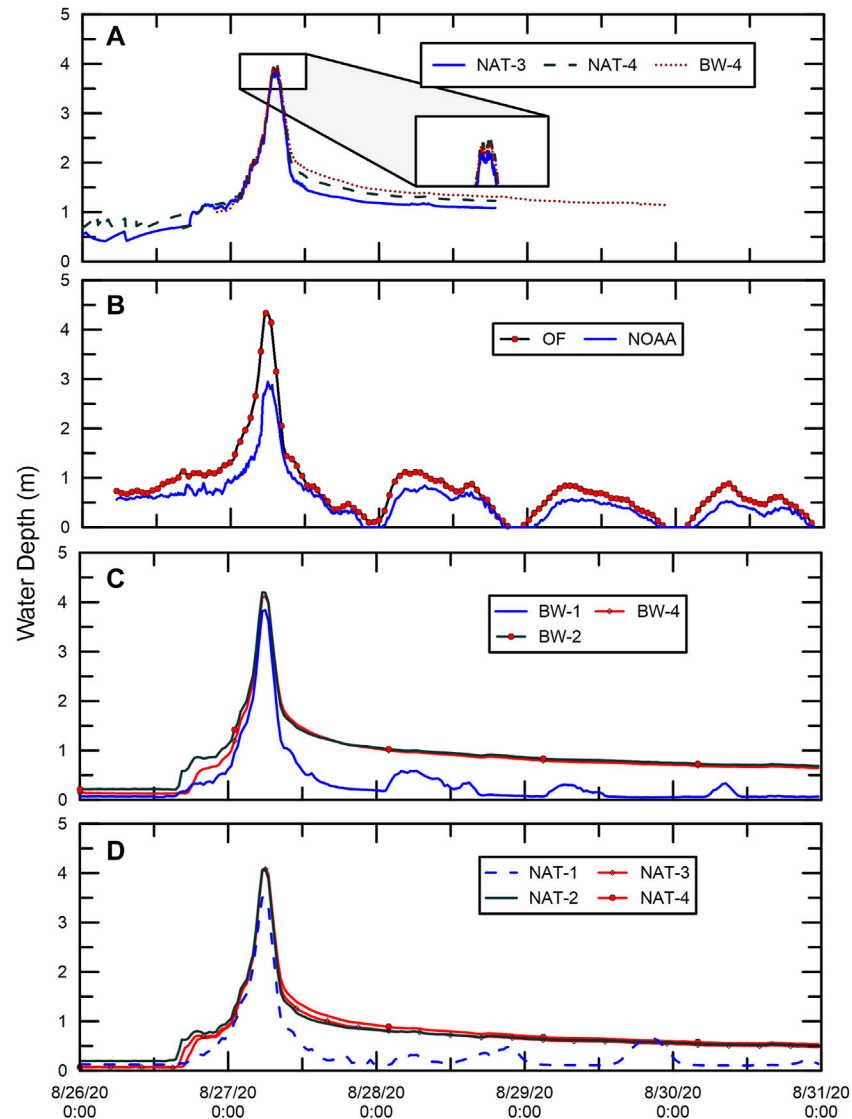 5
A
4
NAT-3 NAT-4 BW-4
3
2
1
0
5
B
4
OF NOAA
3
2
1
0
Water Depth (m)
5
C
4
BW-1 BW-4
BW-2
3
2
1
0
5
D
4
NAT-1 NAT-3
NAT-2 NAT-4
3
2
1
0
8/26/20 8/27/20 8/28/20 8/29/20 8/30/20 8/31/20
0:00 0:00 0:00 0:00 0:00 0:00